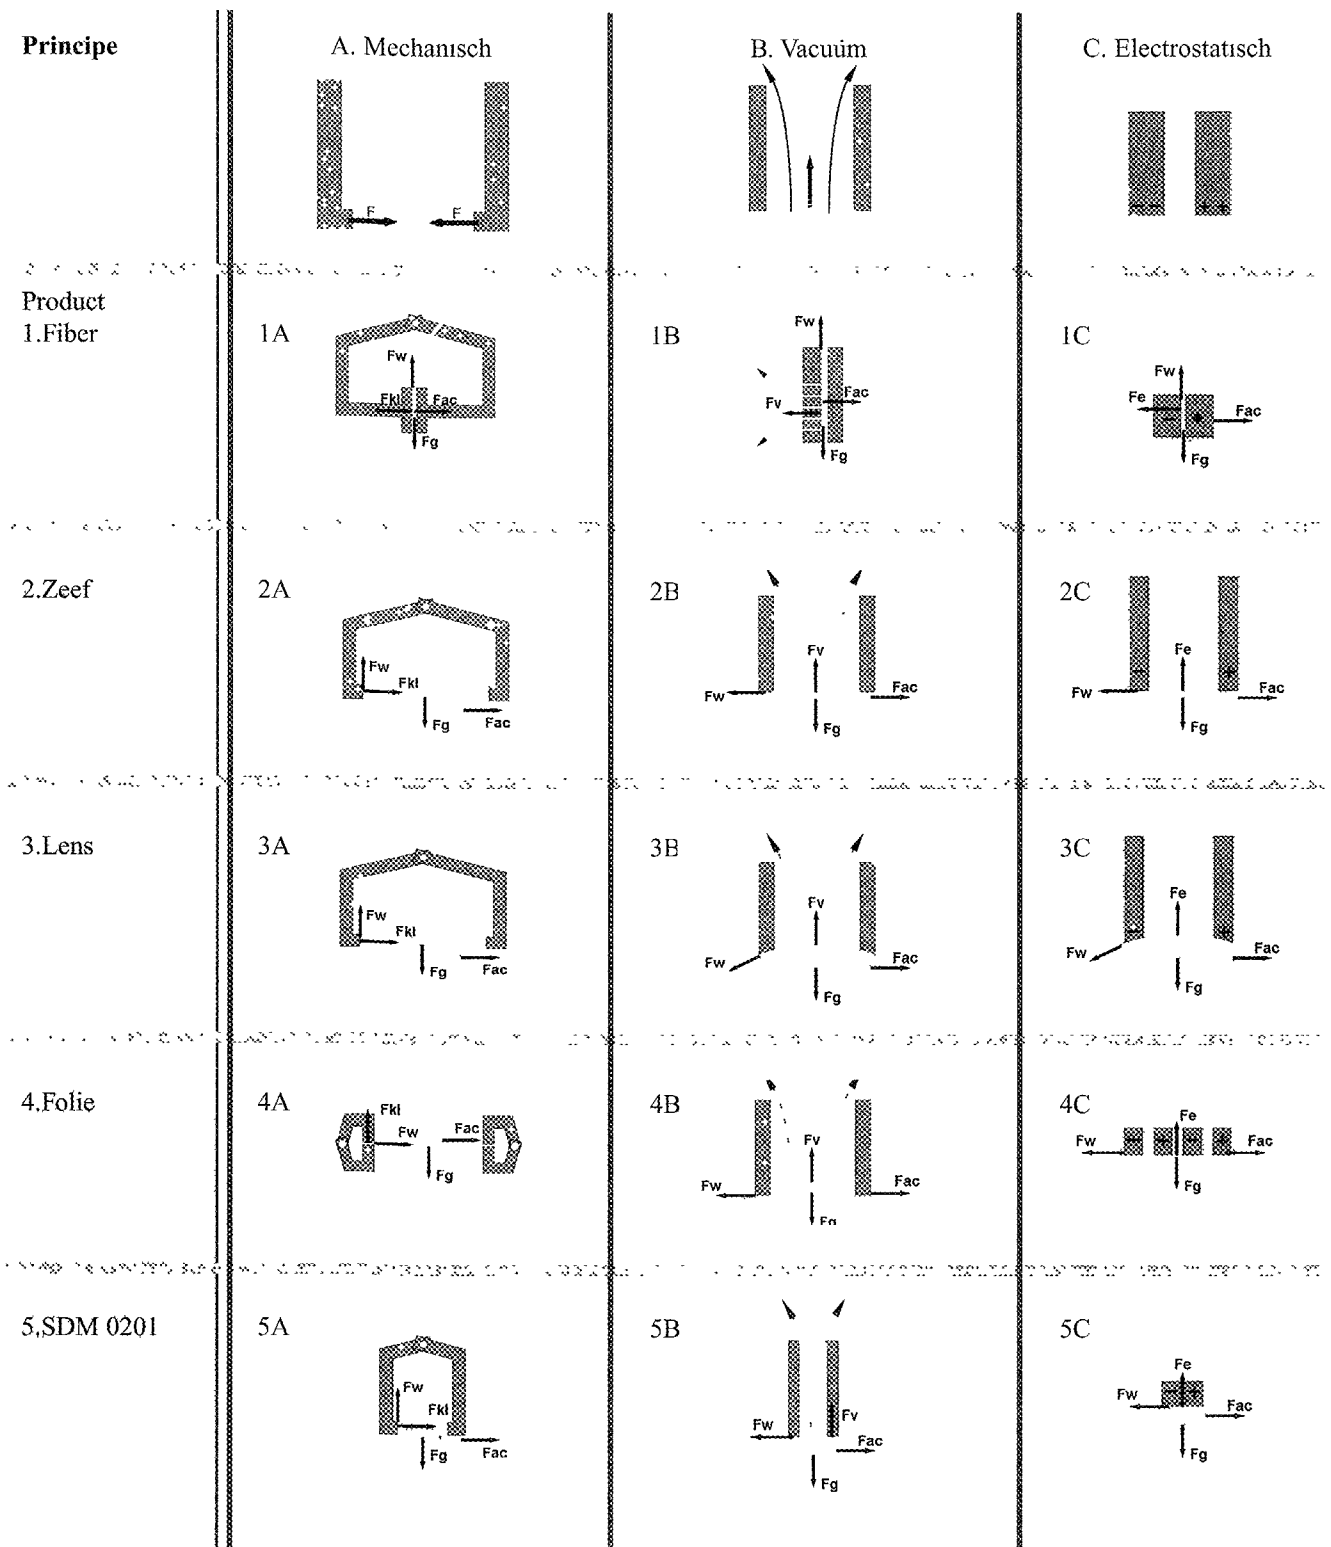 Principe
A. Mechanisch
B. Vacuüm
C. Electrostatisch
F
F
Product
1.Fiber
1A
Fw
Fkl
Fac
Fg
1B
Fw
Fac
Fv
Fg
1C
Fw
Fe
Fac
Fg
2.Zeef
2A
Fw
Fkl
Fg
Fac
2B
Fv
Fw
Fac
Fg
2C
Fe
Fw
Fac
Fg
3.Lens
3A
Fw
Fkl
Fg
Fac
3B
Fv
Fw
Fac
Fg
3C
Fe
Fw
Fac
Fg
4.Folie
4A
Fkl
Fw
Fac
Fg
4B
Fv
Fw
Fac
Fg
4C
Fe
Fw
Fac
Fg
5,SDM 0201
5A
Fw
Fkl
Fg
Fac
5B
Fv
Fw
Fac
Fg
5C
Fe
Fw
Fac
Fg